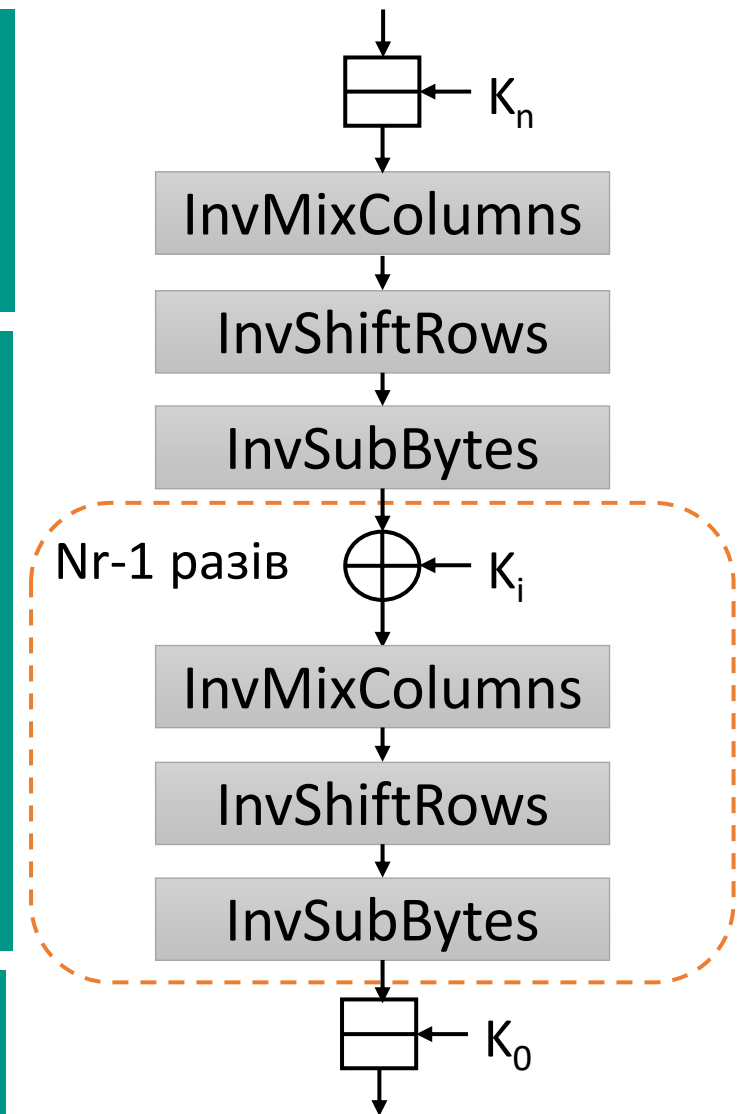 Kn
InvMixColumns
InvShiftRows
InvSubBytes
Nr-1 разів
Ki
InvMixColumns
InvShiftRows
InvSubBytes
K0